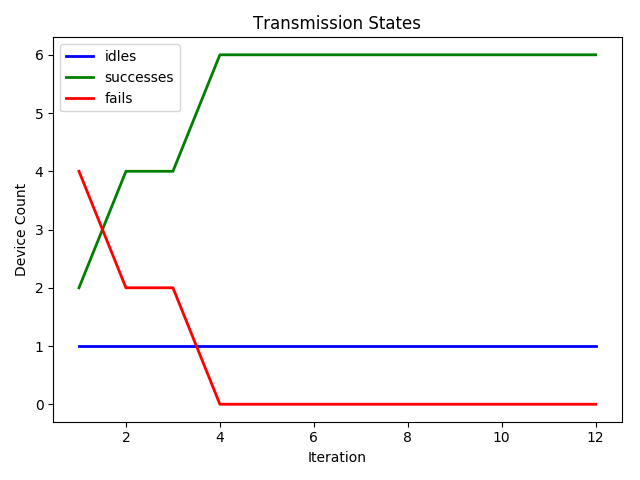 Transmission States
idles
successes
fails
6
5
4
3
2
1
0
Device Count
2 4 6 8 10 12
Iteration